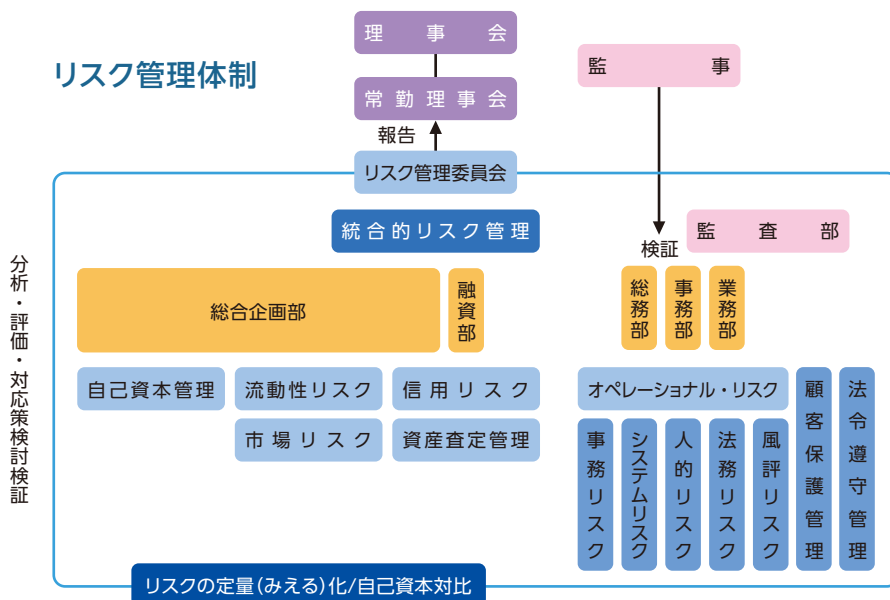 リスク管理体制
理事会
常勤理事会
報告
リスク管理委員会
監事
統合的リスク管理
監査部
検証
分析・評価・対応策検討検証
総合企画部
融資部
総務部
事務部
業務部
自己資本管理
流動性リスク
信用リスク
市場リスク
資産査定管理
オペレーショナル・リスク
事務リスク
システムリスク
人的リスク
法務リスク
風評リスク
顧客保護管理
法令遵守管理
リスクの定量(みえる)化/自己資本対比